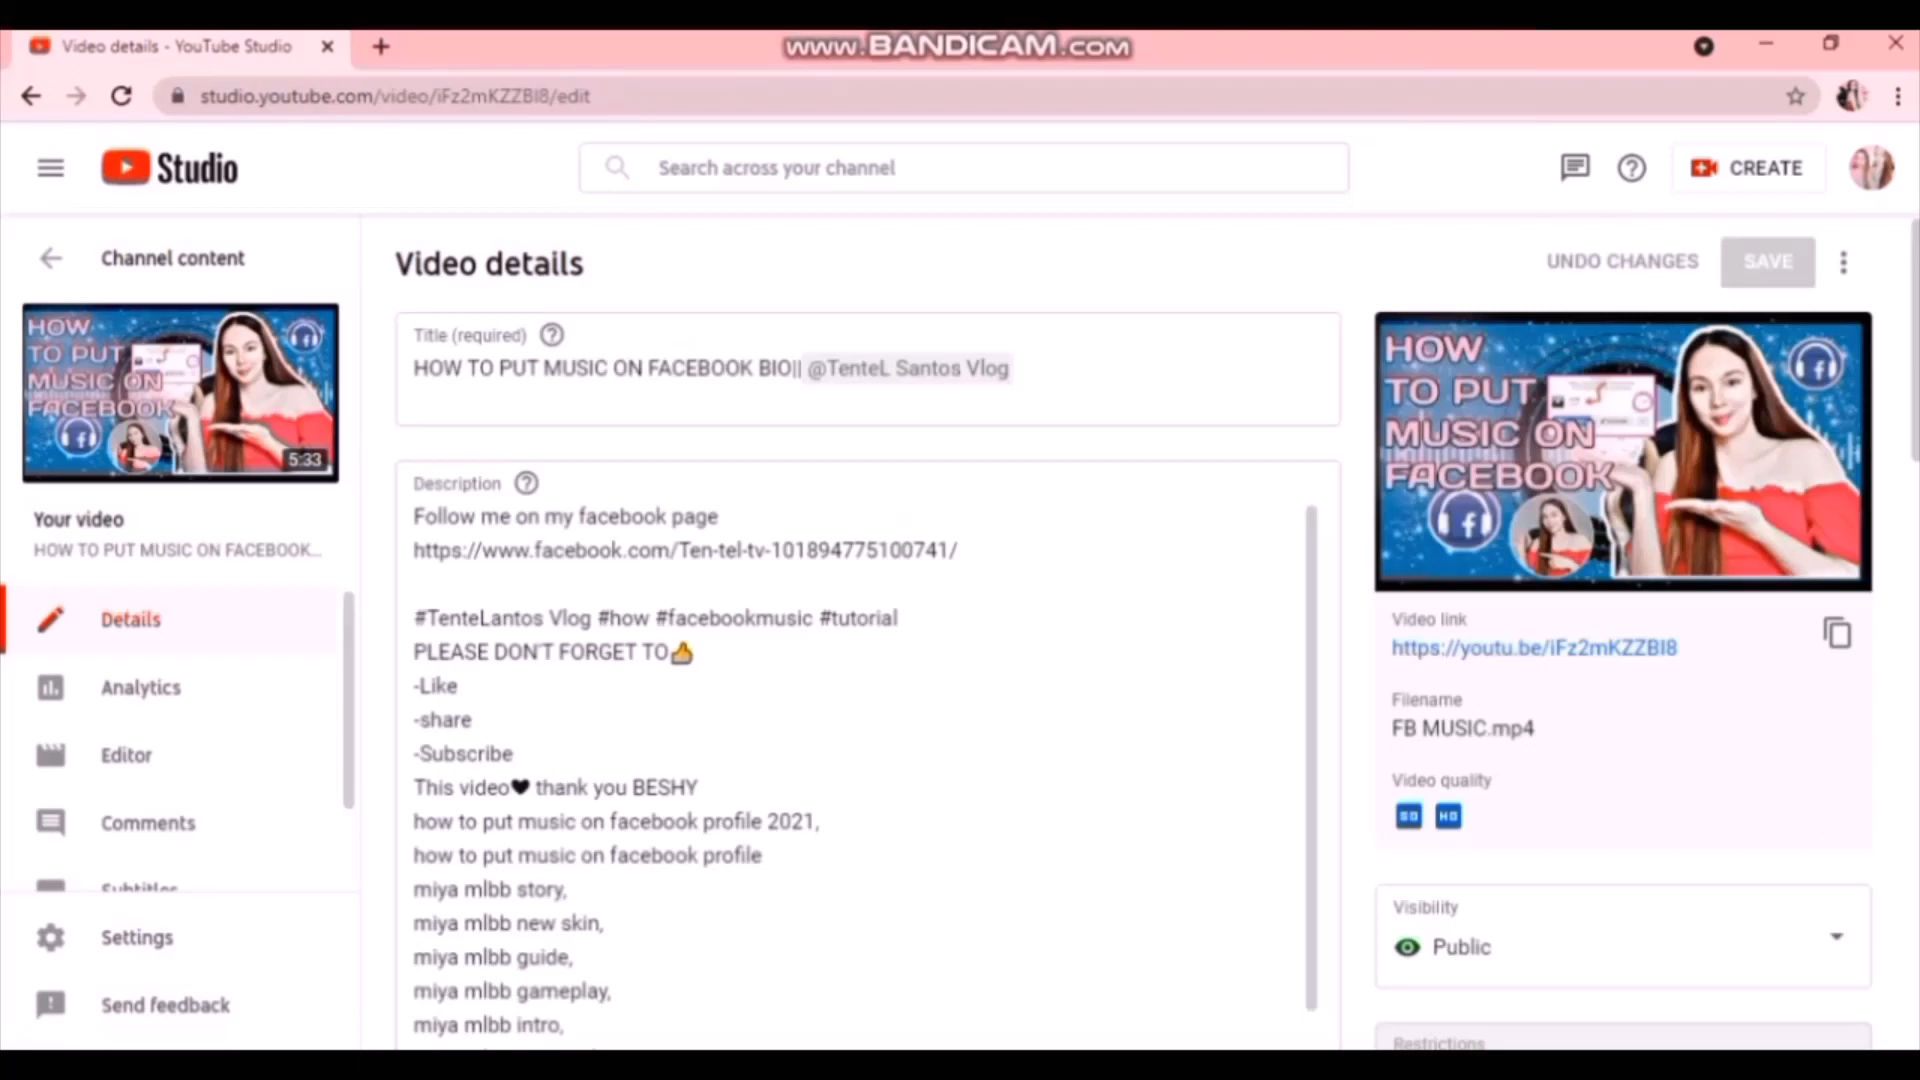 Video details - YouTube Studio
www.BANDICAM.com
studio.youtube.com/video/iFz2mKZZBI8/edit
Studio
Search across your channel
CREATE
Channel content
Video details
UNDO CHANGES
SAVE
HOW
TO PUT
MUSIC ON
FACEBOOK
5:33
Your video
HOW TO PUT MUSIC ON FACEBOOK...
Details
Analytics
Editor
Comments
Subtitles
Settings
Send feedback
Title (required)
HOW TO PUT MUSIC ON FACEBOOK BIO|| @TenteL Santos Vlog
Description
Follow me on my facebook page
https://www.facebook.com/Ten-tel-tv-101894775100741/
#TenteLantos Vlog #how #facebookmusic #tutorial
PLEASE DON'T FORGET TO👍
-Like
-share
-Subscribe
This video🖤 thank you BESHY
how to put music on facebook profile 2021,
how to put music on facebook profile
miya mlbb story,
miya mlbb new skin,
miya mlbb guide,
miya mlbb gameplay,
miya mlbb intro,
HOW
TO PUT
MUSIC ON
FACEBOOK
Video link
https://youtu.be/iFz2mKZZBI8
Filename
FB MUSIC.mp4
Video quality
SD HD
Visibility
Public
Restrictions